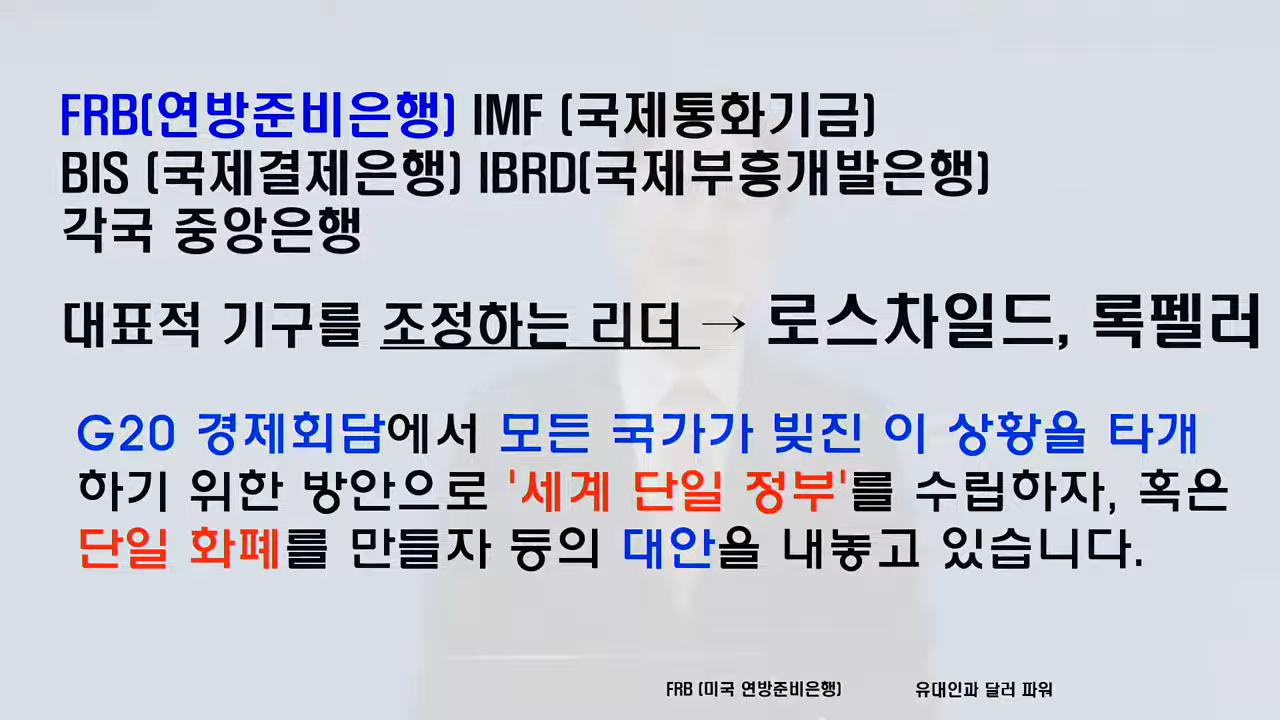 FRB(연방준비은행) IMF (국제통화기금)
BIS (국제결제은행) IBRD(국제부흥개발은행)
각국 중앙은행
대표적 기구를 조정하는 리더 → 로스차일드, 록펠러
G20 경제회담에서 모든 국가가 빚진 이 상황을 타개
하기 위한 방안으로 '세계 단일 정부'를 수립하자, 혹은
단일 화폐를 만들자 등의 대안을 내놓고 있습니다.
FRB (미국 연방준비은행) 유대인과 달러 파워